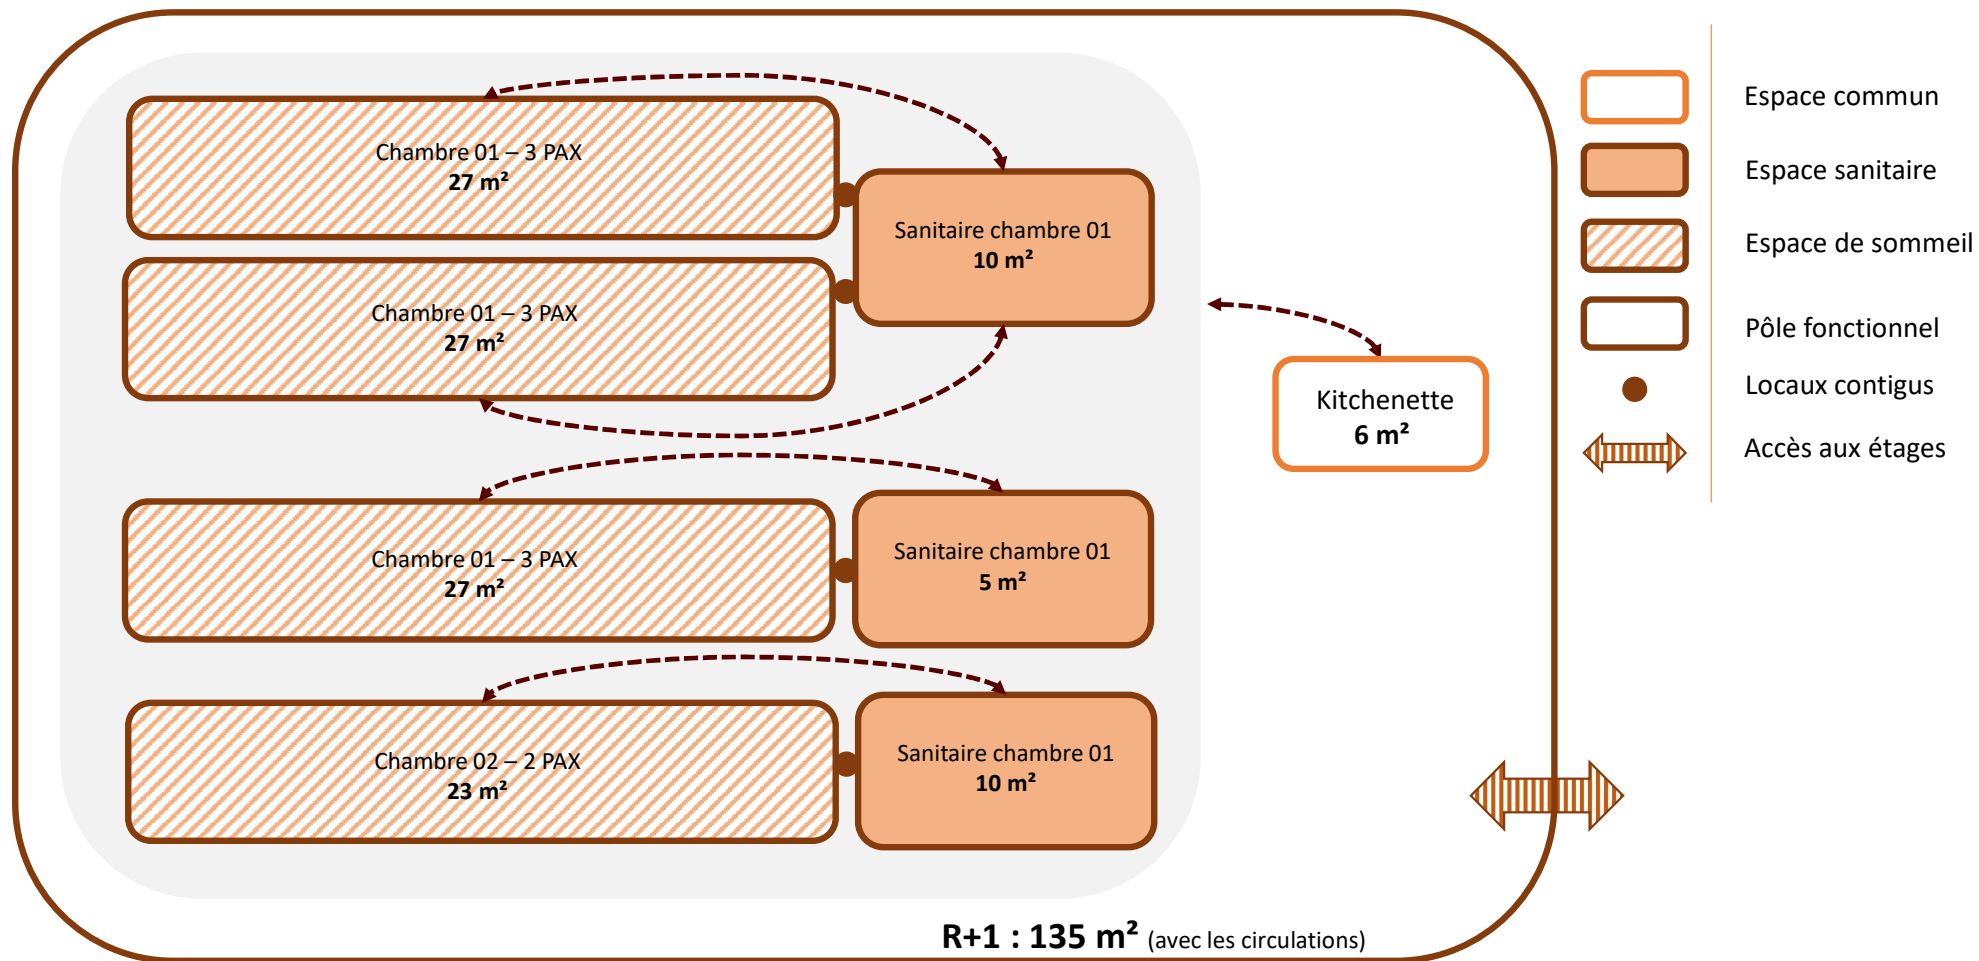 Chambre 01 – 3 PAX
27 m²
Sanitaire chambre 01
10 m²
Chambre 01 – 3 PAX
27 m²
Kitchenette
6 m²
Chambre 01 – 3 PAX
27 m²
Sanitaire chambre 01
5 m²
Chambre 02 – 2 PAX
23 m²
Sanitaire chambre 01
10 m²
R+1 : 135 m² (avec les circulations)
Espace commun
Espace sanitaire
Espace de sommeil
Pôle fonctionnel
Locaux contigus
Accès aux étages